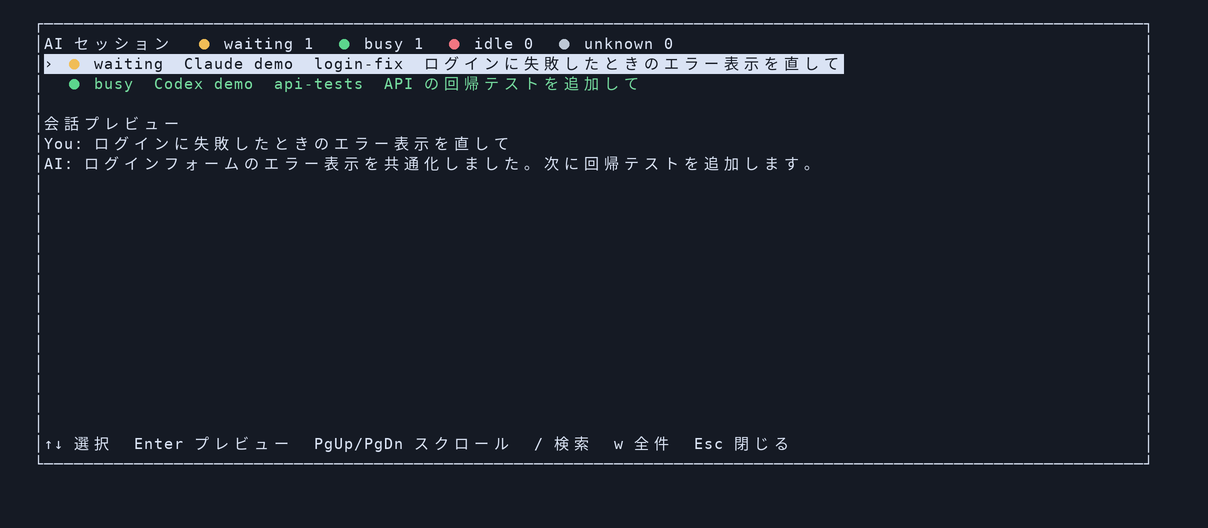 AI セッション ● waiting 1 ● busy 1 ● idle 0 ● unknown 0
› ● waiting Claude demo login-fix ログインに失敗したときのエラー表示を直して
● busy Codex demo api-tests API の回帰テストを追加して
会話プレビュー
You: ログインに失敗したときのエラー表示を直して
AI: ログインフォームのエラー表示を共通化しました。次に回帰テストを追加します。
↑↓ 選択 Enter プレビュー PgUp/PgDn スクロール / 検索 w 全件 Esc 閉じる